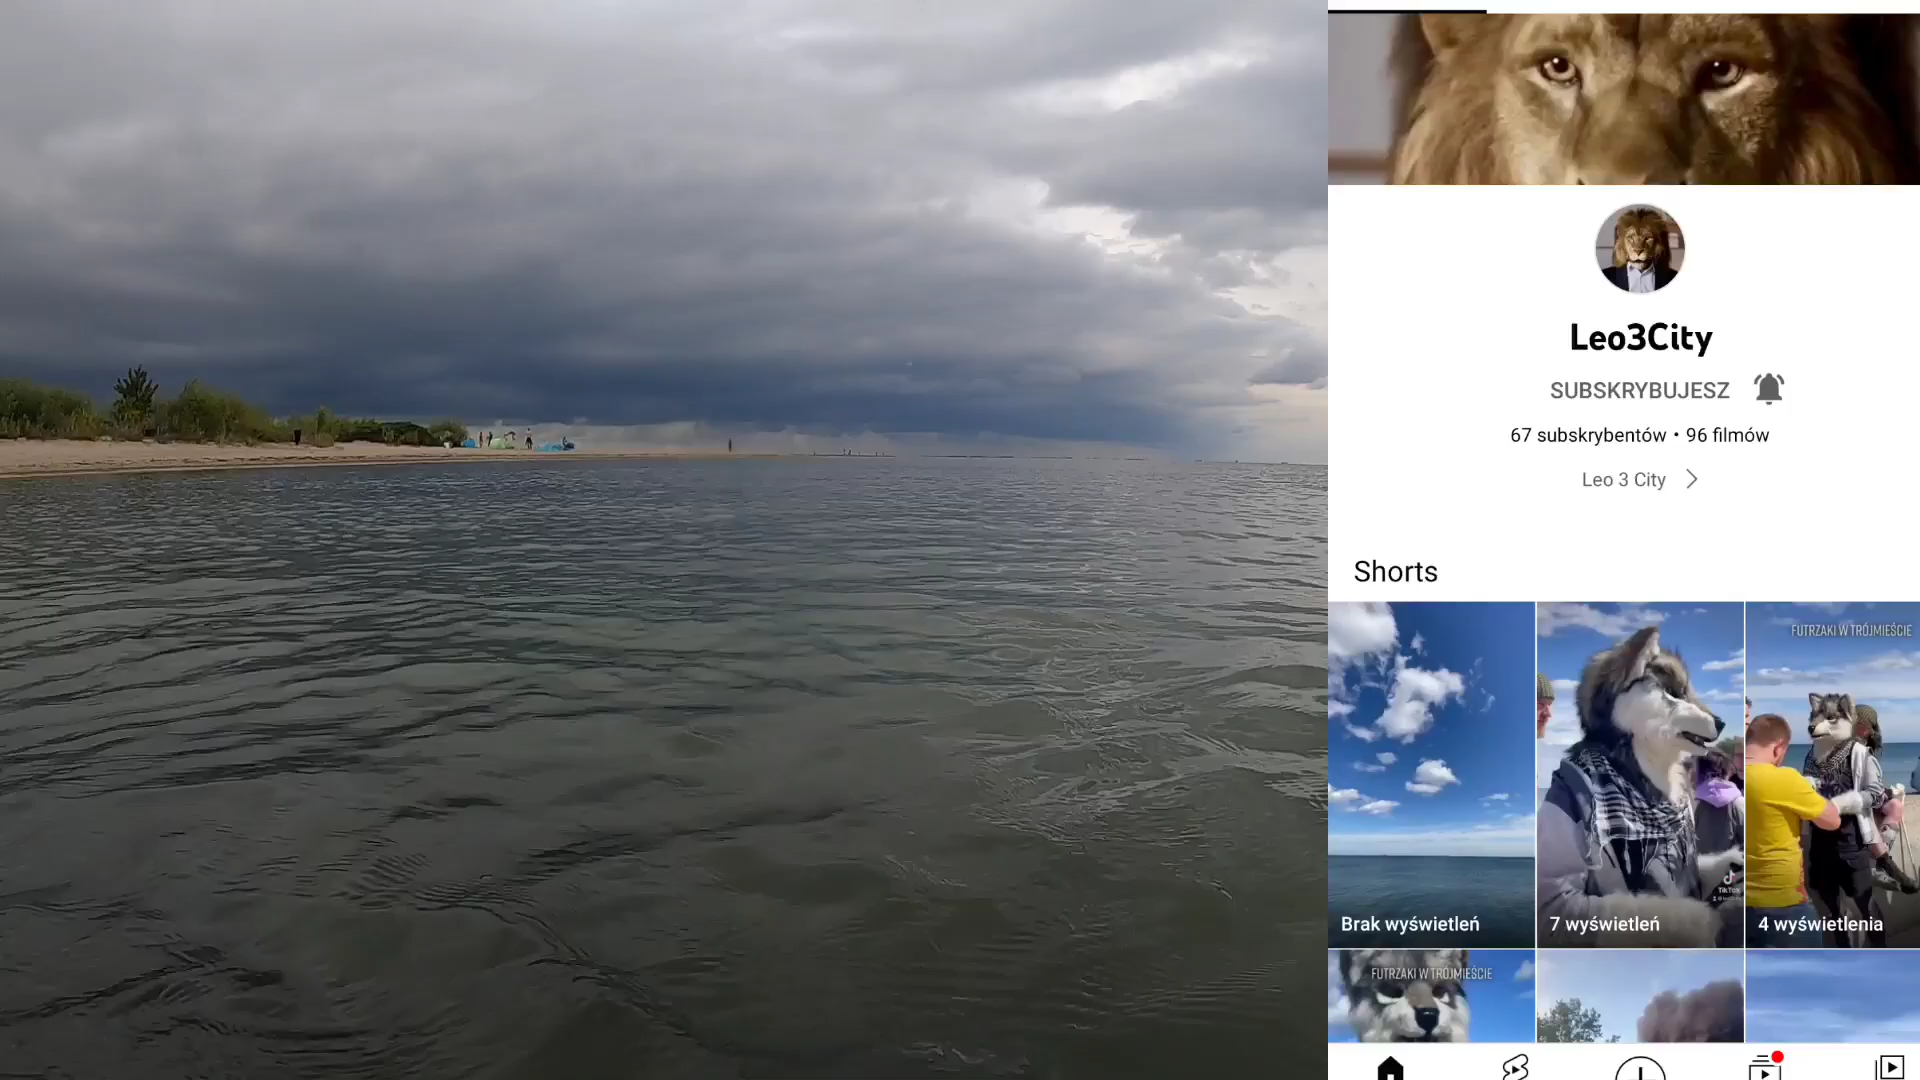 Leo3City
SUBSKRYBUJESZ
67 subskrybentów • 96 filmów
Leo 3 City
Shorts
FUTRZAKI W TRÓJMIEŚCIE
TikTok
Brak wyświetleń
7 wyświetleń
4 wyświetlenia
FUTRZAKI W TRÓJMIEŚCIE